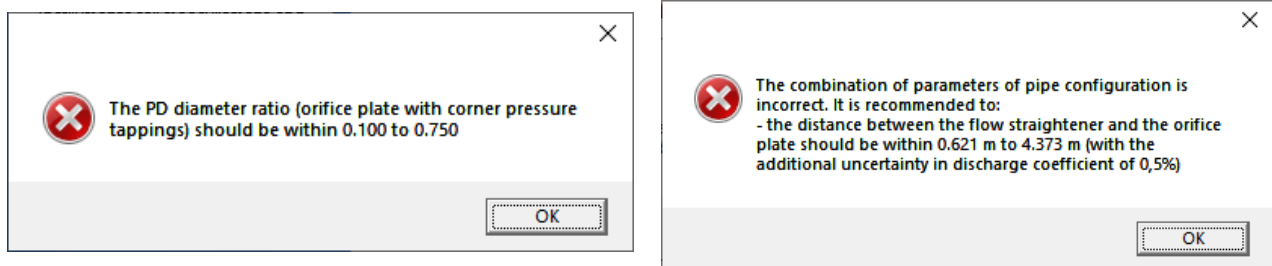 The PD diameter ratio (orifice plate with corner pressure
tappings) should be within 0.100 to 0.750
OK
The combination of parameters of pipe configuration is
incorrect. It is recommended to:
- the distance between the flow straightener and the orifice
plate should be within 0.621 m to 4.373 m (with the
additional uncertainty in discharge coefficient of 0,5%)
OK